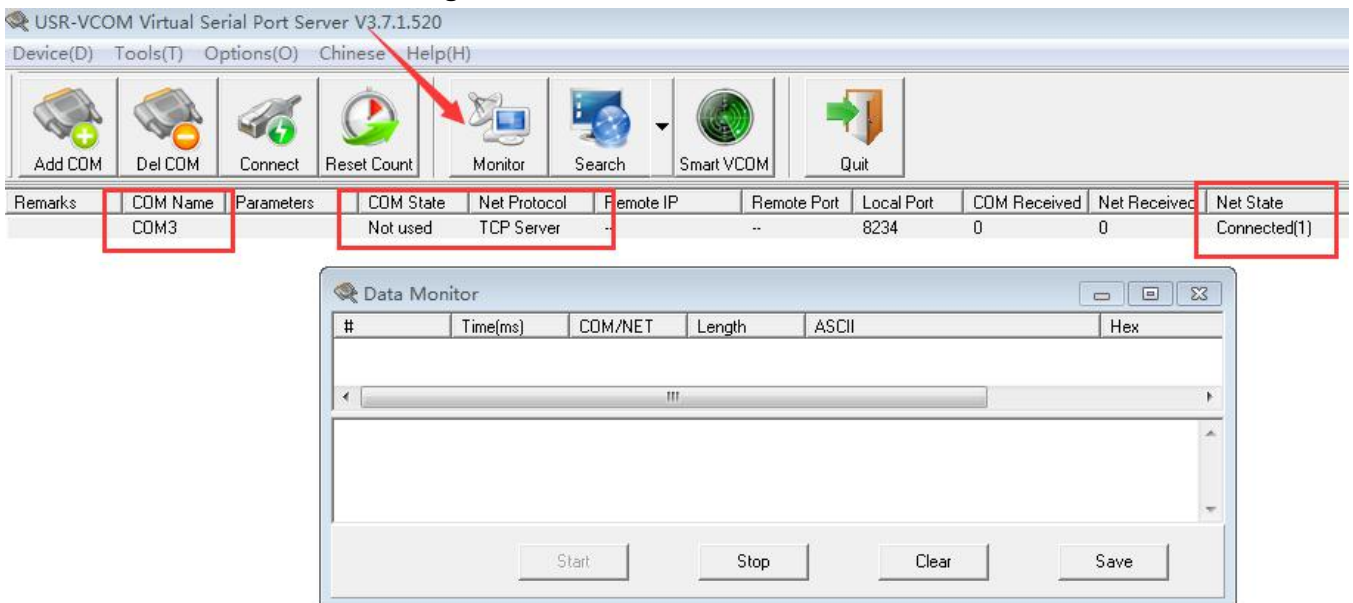 USR-VCOM Virtual Serial Port Server V3.7.1.520
Device(D) Tools(T) Options(O) Chinese Help(H)
Add COM Del COM Connect Reset Count Monitor Search Smart VCOM Quit
Remarks COM Name Parameters COM State Net Protocol Remote IP Remote Port Local Port COM Received Net Received Net State
COM3 Not used TCP Server -- -- 8234 0 0 Connected(1)
Data Monitor
# Time(ms) COM/NET Length ASCII Hex
Start Stop Clear Save